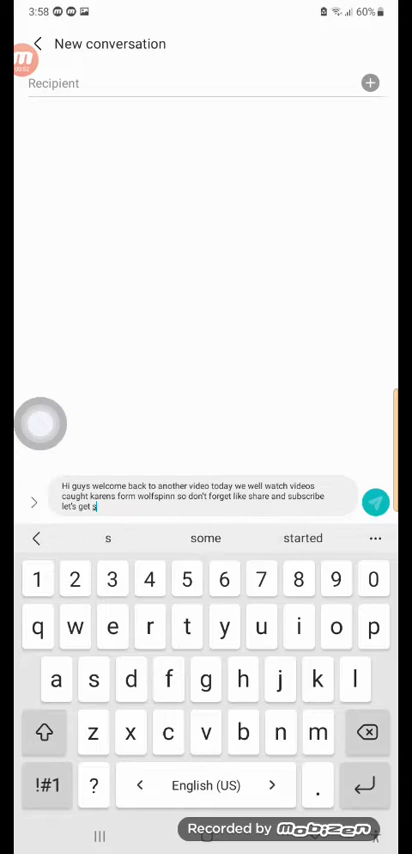 3:58 60%
New conversation
00:02
Recipient
Hi guys welcome back to another video today we well watch videos
caught karens form wolfspinn so don't forget like share and subscribe
let's get s
s some started
1 2 3 4 5 6 7 8 9 0
q w e r t y u i o p
a s d f g h j k l
z x c v b n m
!#1 ? English (US) .
Recorded by mobizen